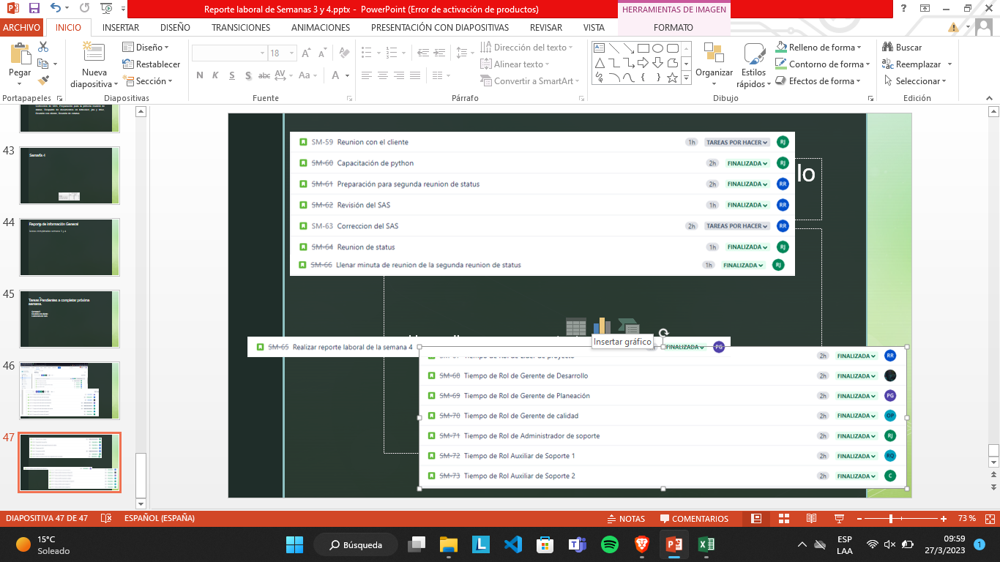 Reporte laboral de Semanas 3 y 4.pptx - PowerPoint (Error de activación de productos)
HERRAMIENTAS DE IMAGEN
?
ARCHIVO INICIO INSERTAR DISEÑO TRANSICIONES ANIMACIONES PRESENTACIÓN CON DIAPOSITIVAS REVISAR VISTA FORMATO
Pegar
Nueva diapositiva
Diseño
Restablecer
Sección
18
N K S S abc AV Aa A
Dirección del texto
Alinear texto
Convertir a SmartArt
Organizar
Estilos rápidos
Relleno de forma
Contorno de forma
Efectos de forma
Buscar
Reemplazar
Seleccionar
Portapapeles Diapositivas Fuente Párrafo Dibujo Edición
43
Semana 4
44
Reporte de Información General
45
Tareas Pendientes a completar próxima semana.
46
47
SM-59 Reunion con el cliente 1h TAREAS POR HACER RJ
SM-60 Capacitación de python 2h FINALIZADA RJ
lo
SM-61 Preparación para segunda reunion de status 2h FINALIZADA RR
SM-62 Revisión del SAS 1h FINALIZADA RR
SM-63 Correccion del SAS 2h TAREAS POR HACER RR
SM-64 Reunion de status 1h FINALIZADA RJ
SM-66 Llenar minuta de reunion de la segunda reunion de status 1h FINALIZADA RJ
Insertar gráfico
SM-65 Realizar reporte laboral de la semana 4 FINALIZADA PG
2h FINALIZADA RR
SM-68 Tiempo de Rol de Gerente de Desarrollo 2h FINALIZADA
SM-69 Tiempo de Rol de Gerente de Planeación 2h FINALIZADA PG
SM-70 Tiempo de Rol de Gerente de calidad 2h FINALIZADA OP
SM-71 Tiempo de Rol de Administrador de soporte 2h FINALIZADA RJ
SM-72 Tiempo de Rol Auxiliar de Soporte 1 2h FINALIZADA RO
SM-73 Tiempo de Rol Auxiliar de Soporte 2 2h FINALIZADA C
DIAPOSITIVA 47 DE 47 ESPAÑOL (ESPAÑA) NOTAS COMENTARIOS 73 %
15°C
Soleado
Búsqueda
ESP
LAA
09:59
27/3/2023
1